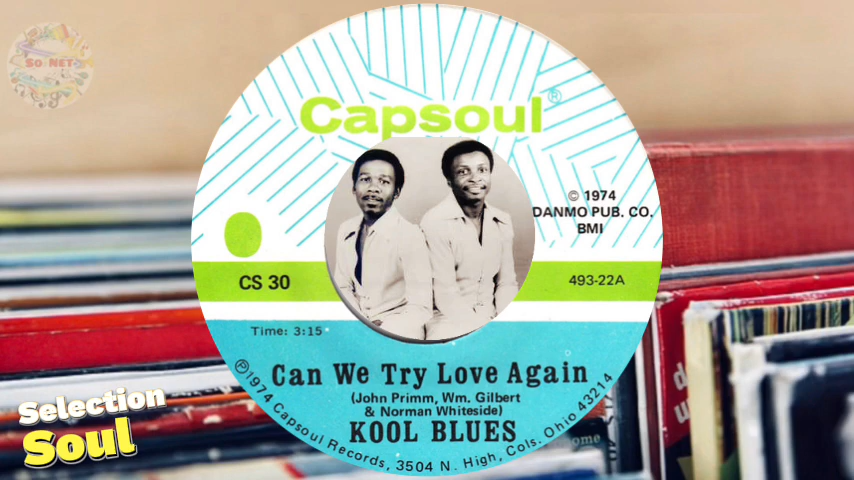 So Net
Capsoul®
© 1974
DANMO PUB. CO.
BMI
CS 30
493-22A
Time: 3:15
Can We Try Love Again
(John Primm, Wm. Gilbert
& Norman Whiteside)
KOOL BLUES
℗1974 Capsoul Records, 3504 N. High, Cols. Ohio 43214
Selection
Soul
ome